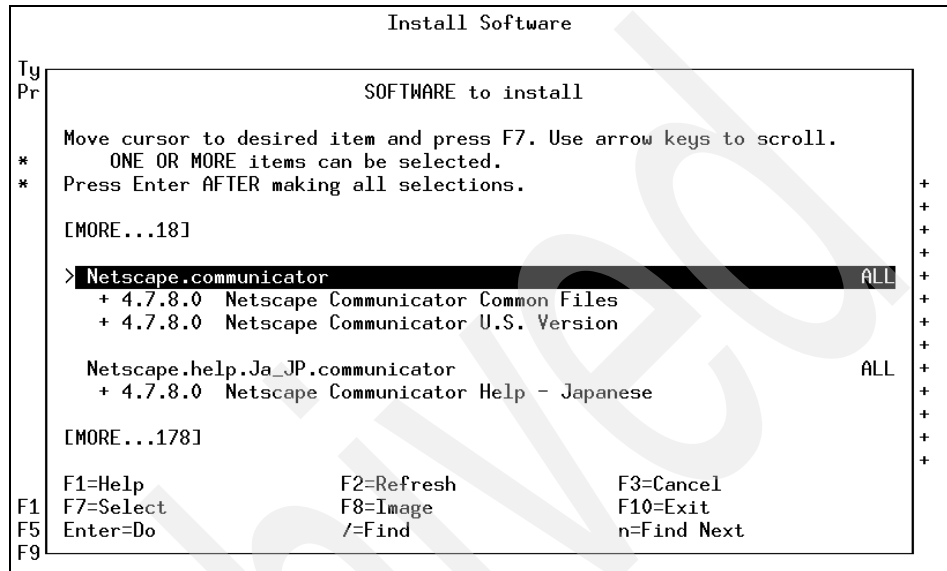 Install Software
Ty
Pr
SOFTWARE to install
Move cursor to desired item and press F7. Use arrow keys to scroll.
* ONE OR MORE items can be selected.
* Press Enter AFTER making all selections. +
+
[MORE...18] +
+
> Netscape.communicator ALL +
+ 4.7.8.0 Netscape Communicator Common Files +
+ 4.7.8.0 Netscape Communicator U.S. Version +
+
Netscape.help.Ja_JP.communicator ALL +
+ 4.7.8.0 Netscape Communicator Help - Japanese +
+
[MORE...178] +
+
F1=Help F2=Refresh F3=Cancel
F1 F7=Select F8=Image F10=Exit
F5 Enter=Do /=Find n=Find Next
F9
hived